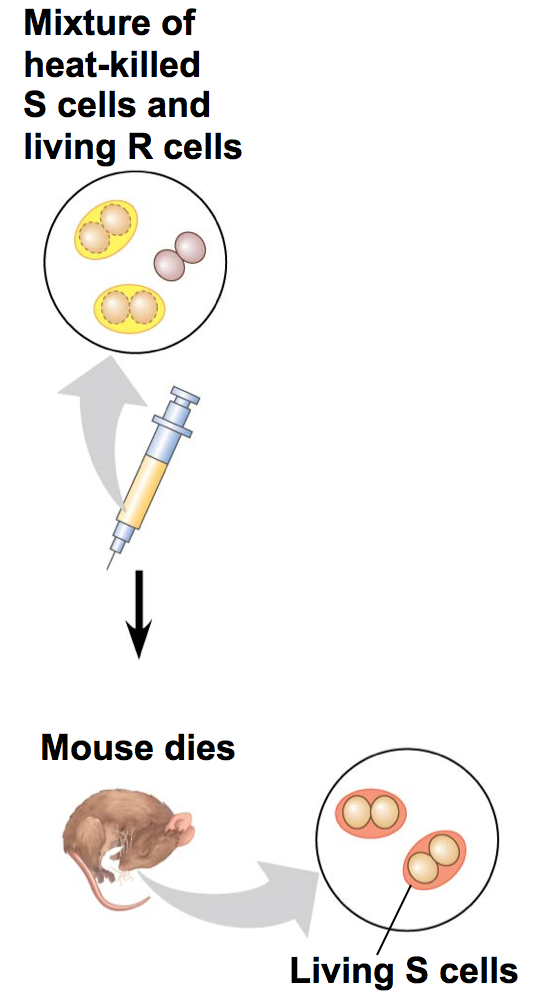 Mixture of
heat-killed
S cells and
living R cells
Mouse dies
Living S cells